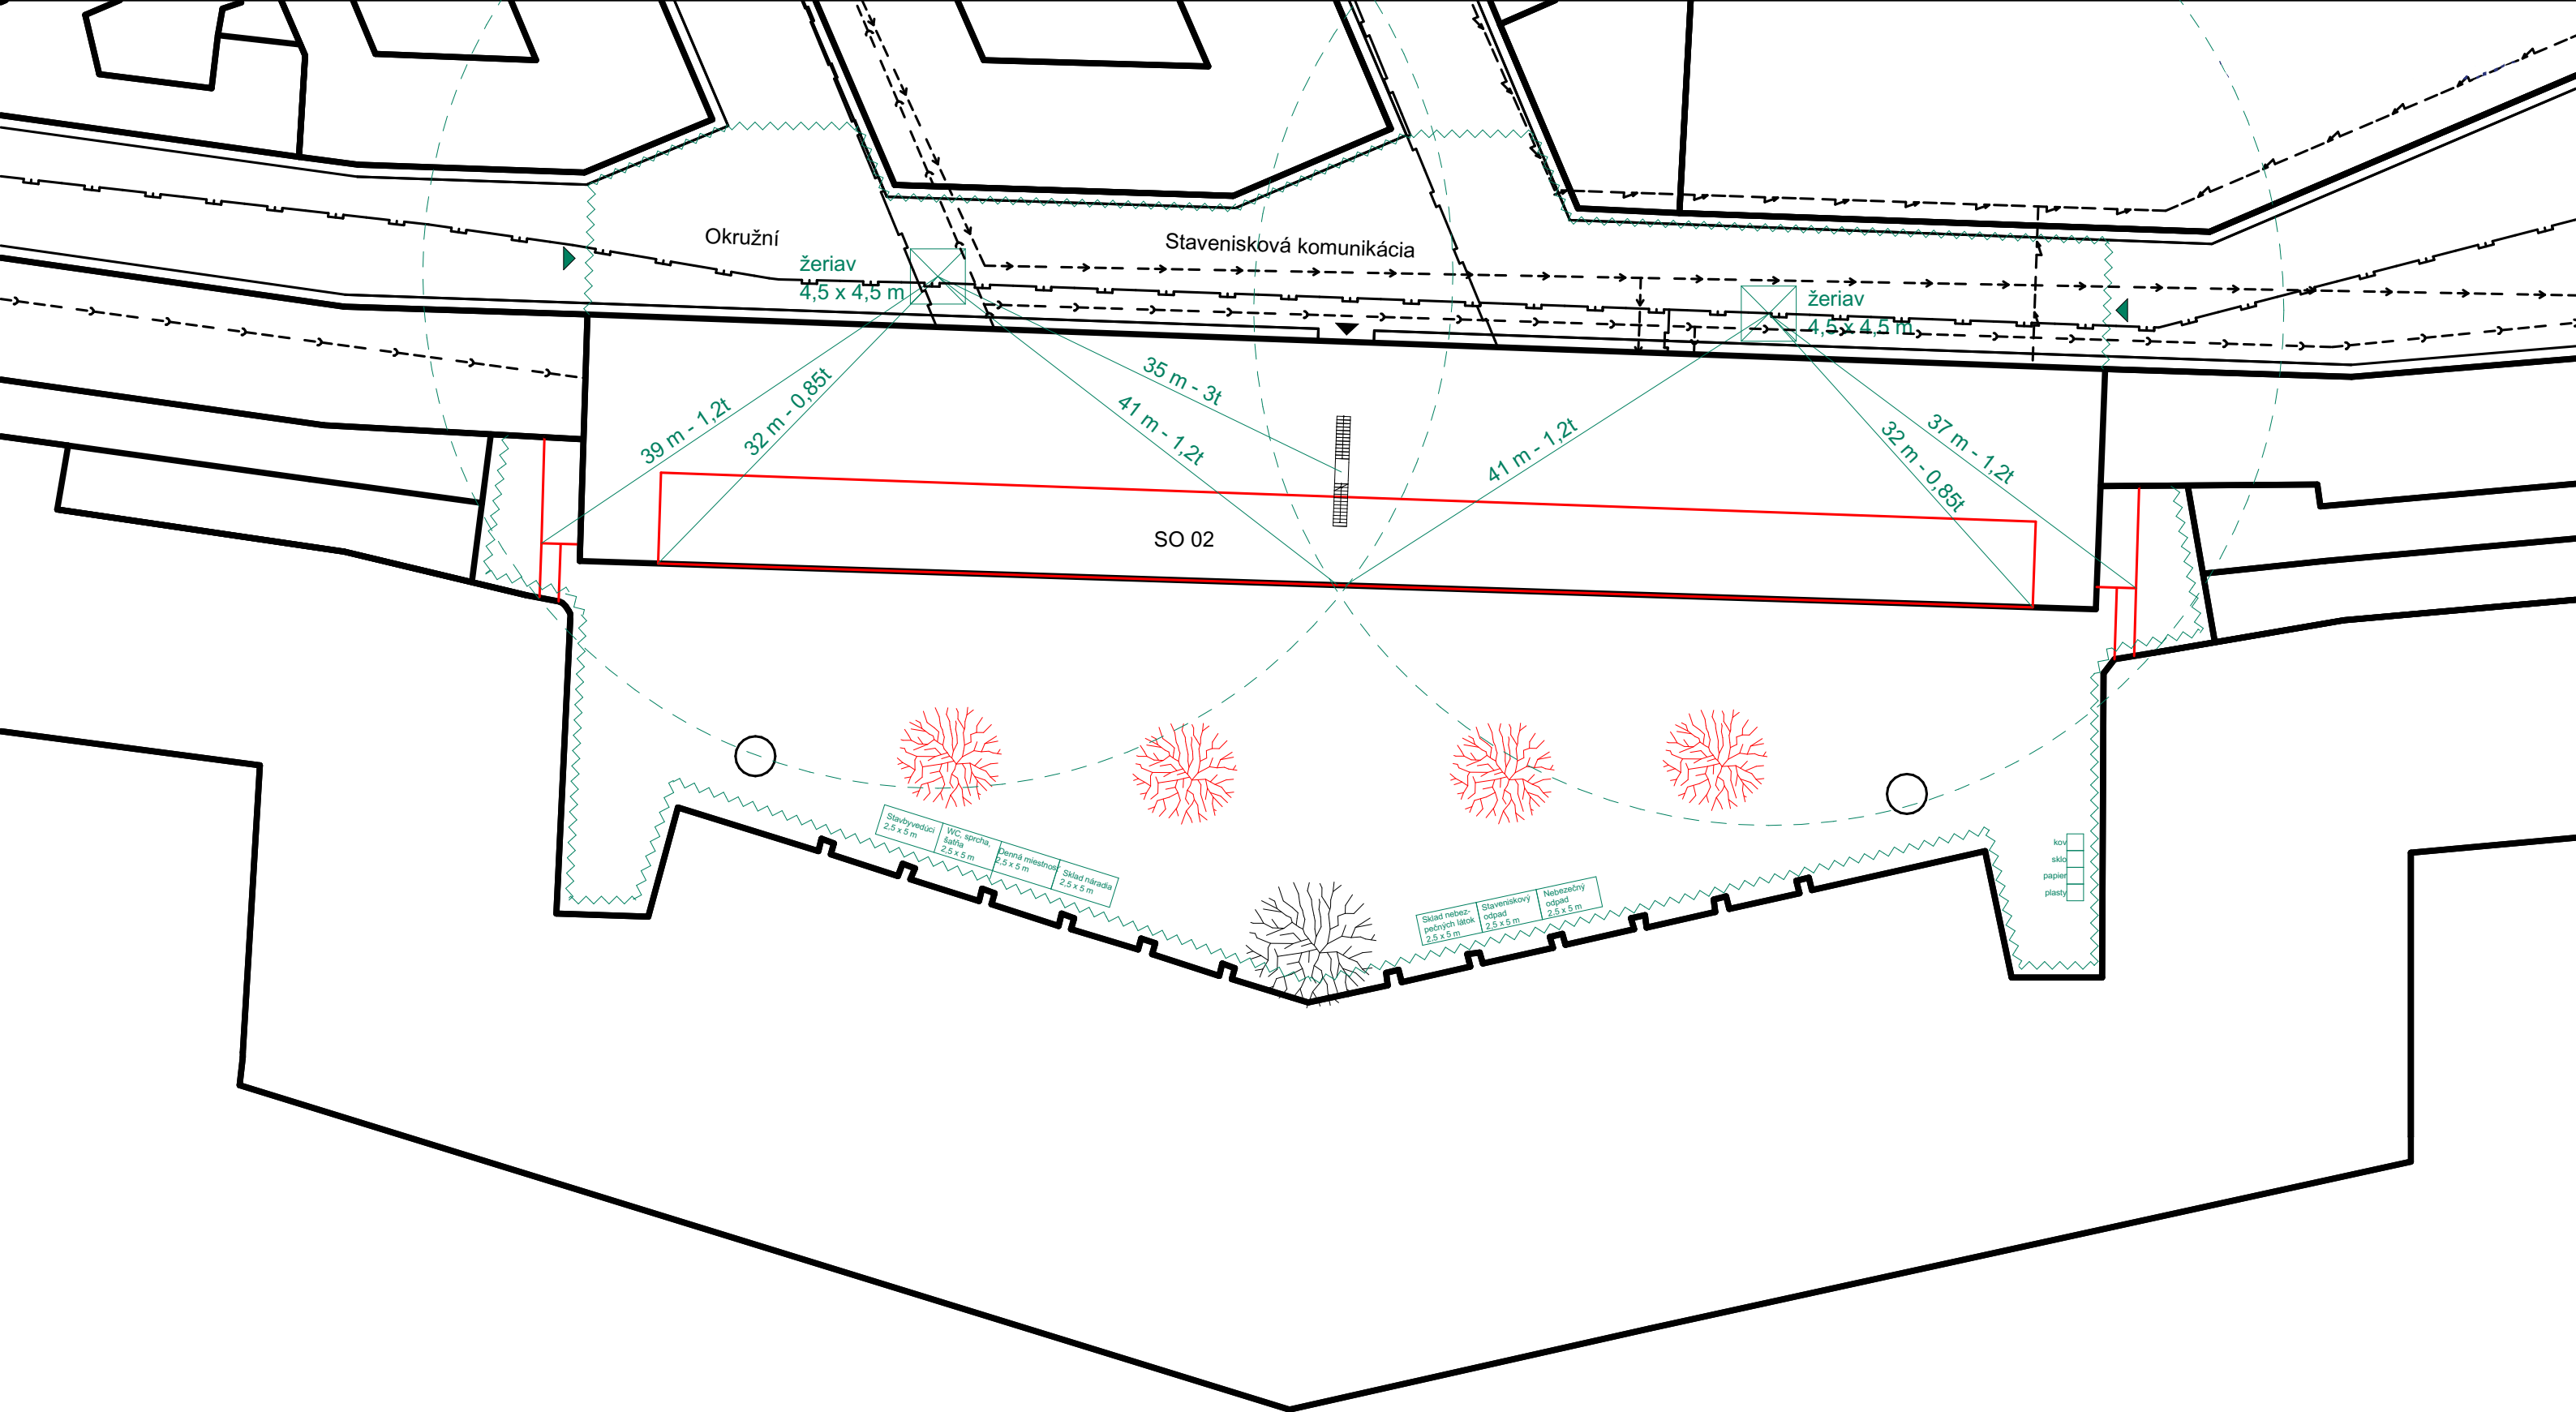 Okružní
Stavenisková komunikácia
žeriav
4,5 x 4,5 m
žeriav
4,5 x 4,5 m
39 m - 1,2t
32 m - 0,85t
35 m - 3t
41 m - 1,2t
41 m - 1,2t
37 m - 1,2t
32 m - 0,85t
SO 02
Stavbyvedúci
2,5 x 5 m
WC, sprcha,
šatňa
2,5 x 5 m
Denná miestnosť
2,5 x 5 m
Sklad náradia
2,5 x 5 m
Sklad nebez-
pečných látok
2,5 x 5 m
Staveniskový
odpad
2,5 x 5 m
Nebezečný
odpad
2,5 x 5 m
kov
sklo
papier
plasty